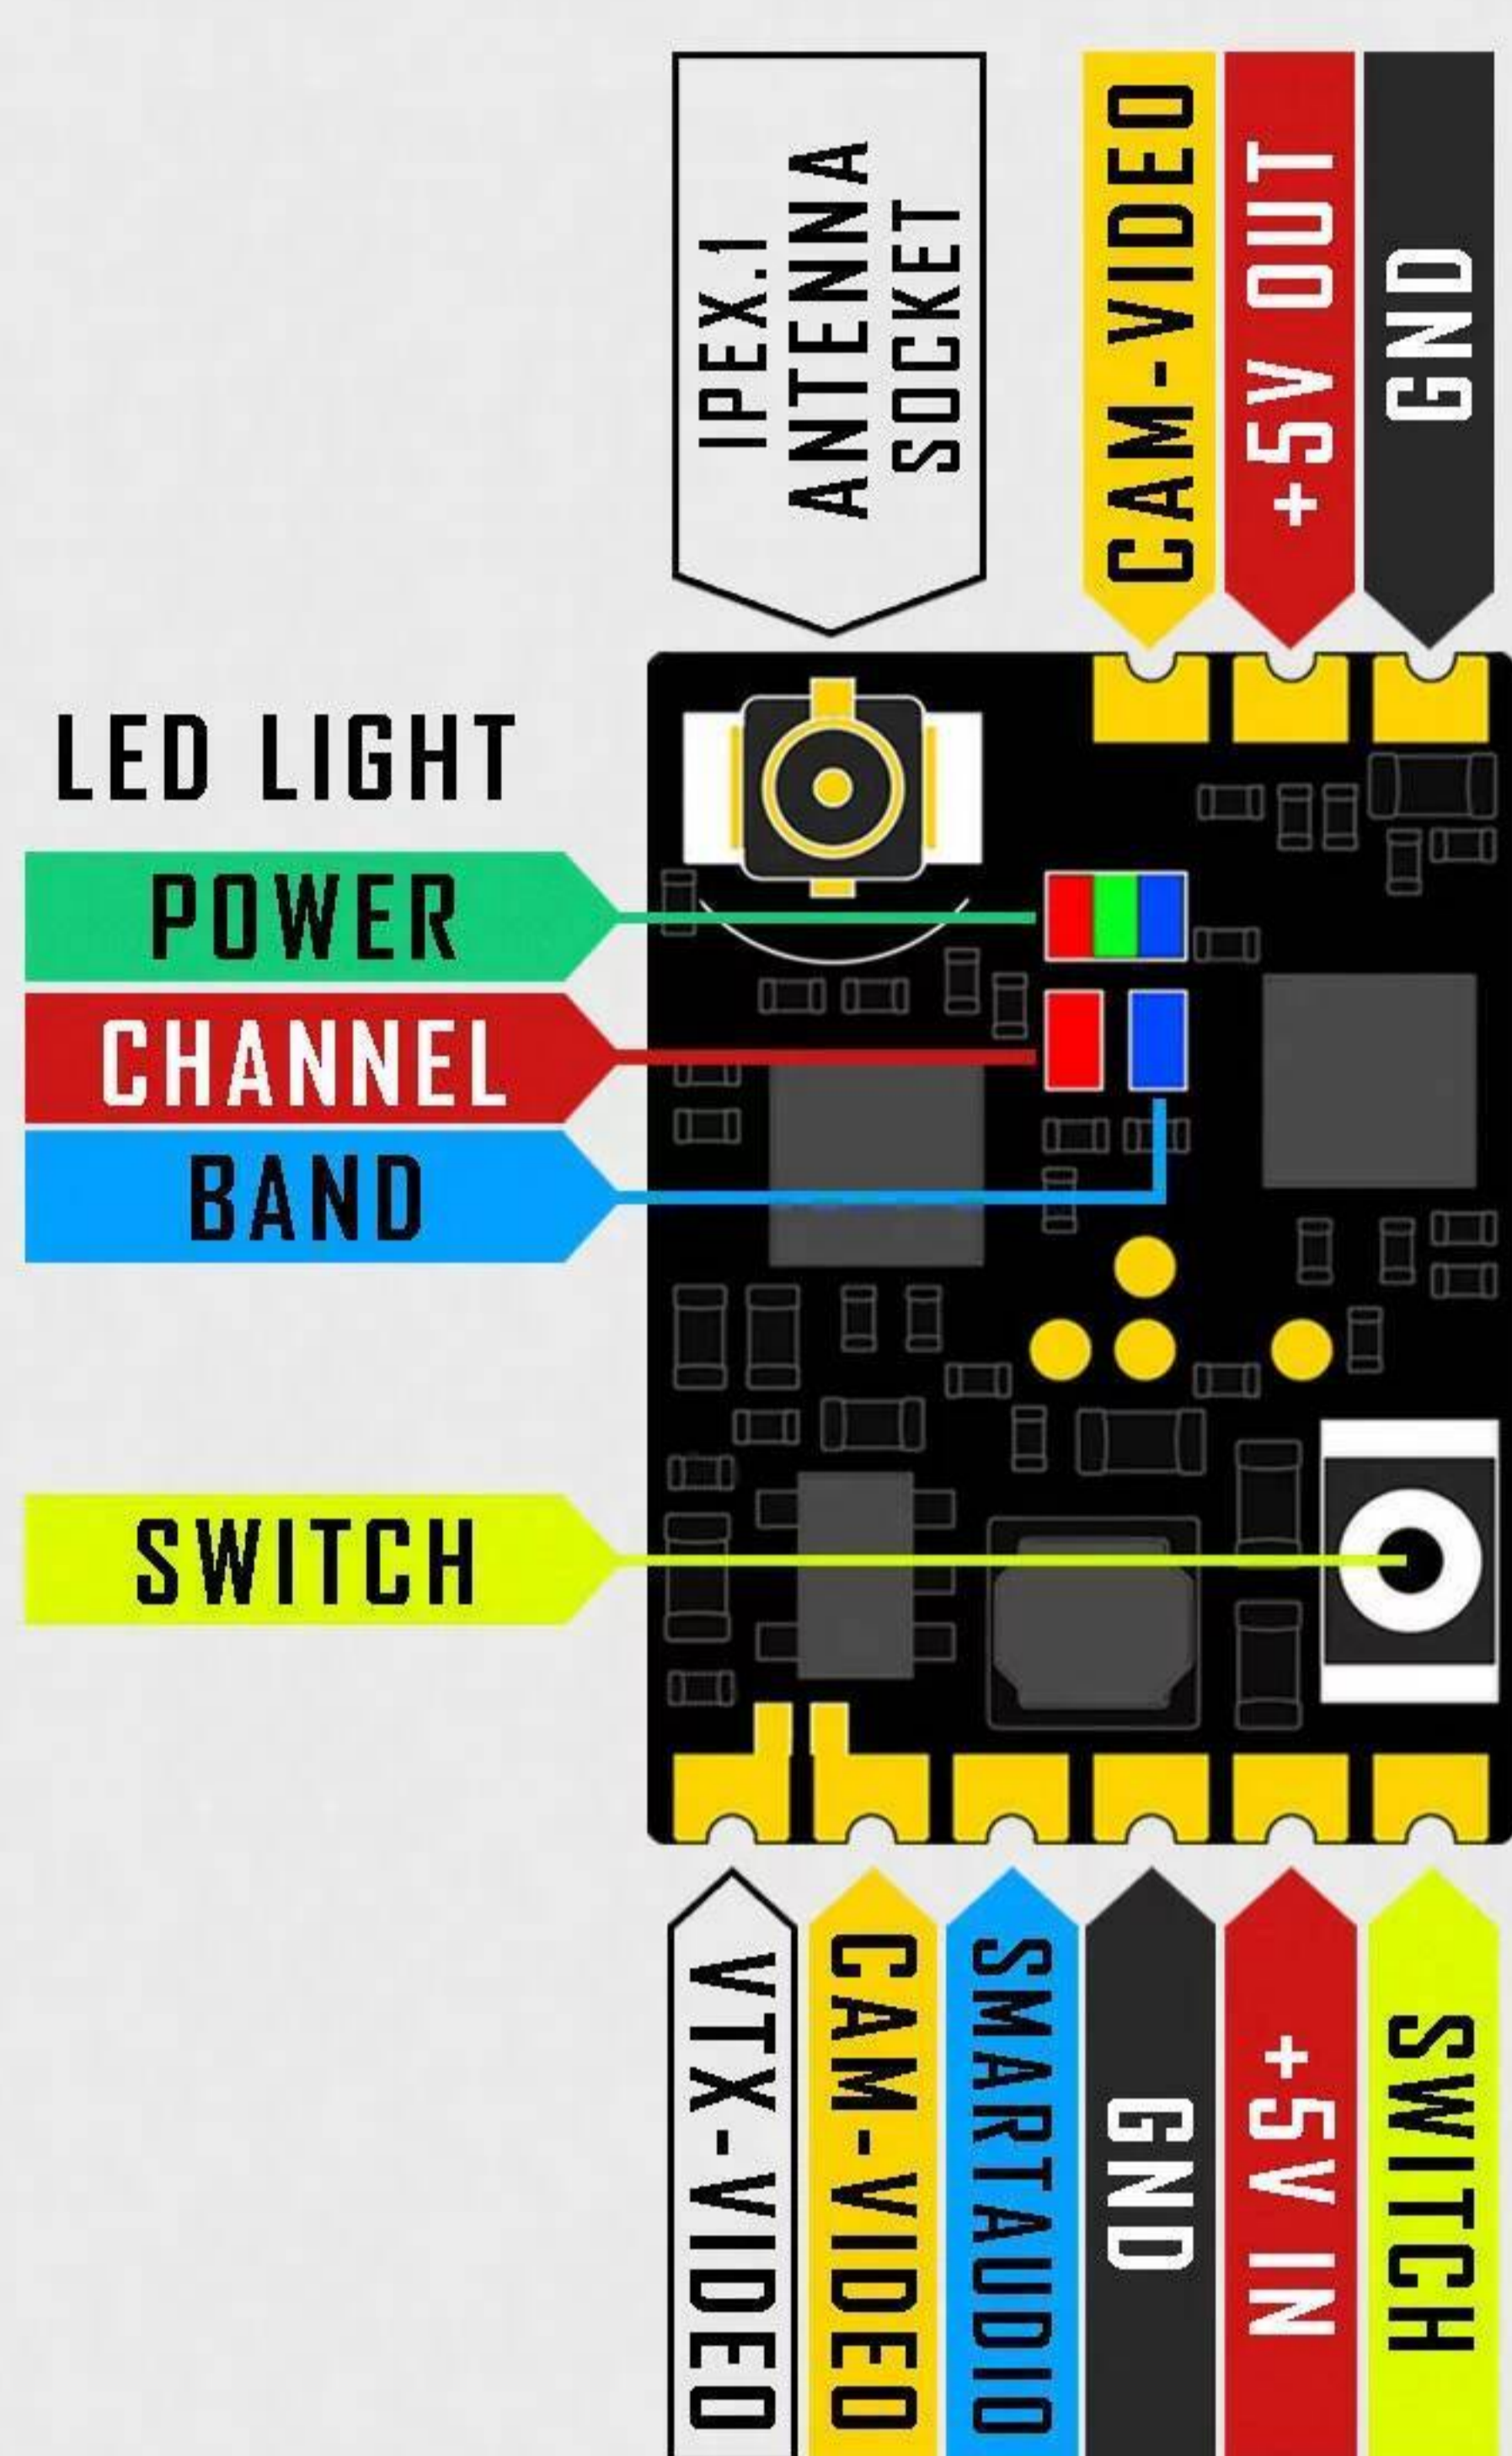 IPEX.1
ANTENNA
SOCKET
CAM-VIDEO
+5V OUT
GND
LED LIGHT
POWER
CHANNEL
BAND
SWITCH
VTX-VIDEO
CAM-VIDEO
SMARTAUDIO
GND
+5V IN
SWITCH